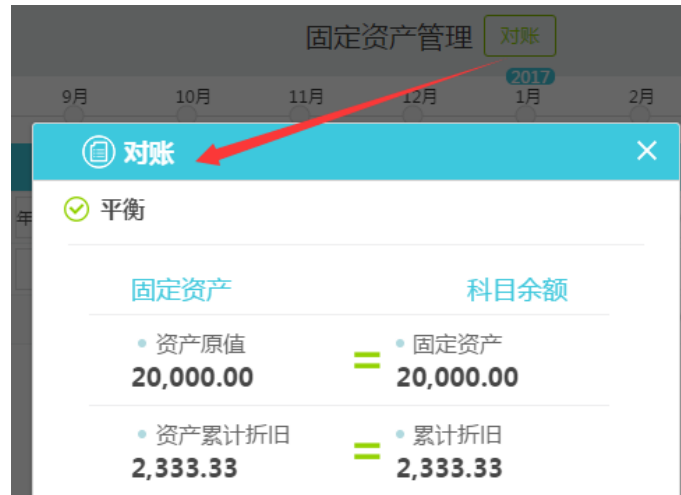 固定资产管理 对账
2017
9月 10月 11月 12月 1月 2月
对账
年
平衡
固定资产 科目余额
资产原值 固定资产
20,000.00 = 20,000.00
资产累计折旧 累计折旧
2,333.33 = 2,333.33